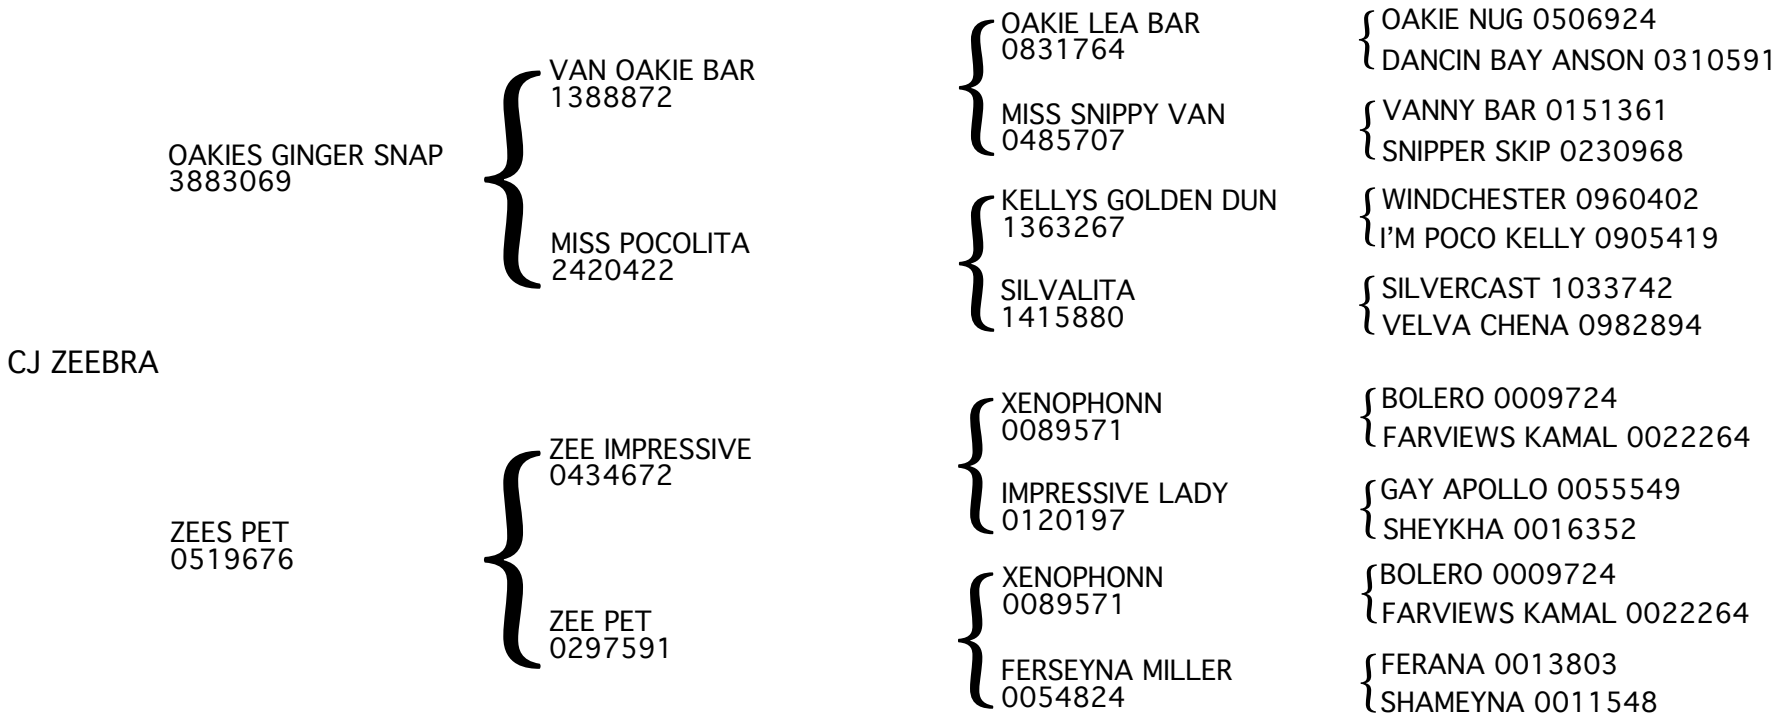 OAKIE LEA BAR
0831764
OAKIE NUG 0506924
DANCIN BAY ANSON 0310591
VAN OAKIE BAR
1388872
MISS SNIPPY VAN
0485707
VANNY BAR 0151361
SNIPPER SKIP 0230968
OAKIES GINGER SNAP
3883069
KELLYS GOLDEN DUN
1363267
WINDCHESTER 0960402
I'M POCO KELLY 0905419
MISS POCOLITA
2420422
SILVALITA
1415880
SILVERCAST 1033742
VELVA CHENA 0982894
CJ ZEEBRA
XENOPHONN
0089571
BOLERO 0009724
FARVIEWS KAMAL 0022264
ZEE IMPRESSIVE
0434672
IMPRESSIVE LADY
0120197
GAY APOLLO 0055549
SHEYKHA 0016352
ZEES PET
0519676
XENOPHONN
0089571
BOLERO 0009724
FARVIEWS KAMAL 0022264
ZEE PET
0297591
FERSEYNA MILLER
0054824
FERANA 0013803
SHAMEYNA 0011548